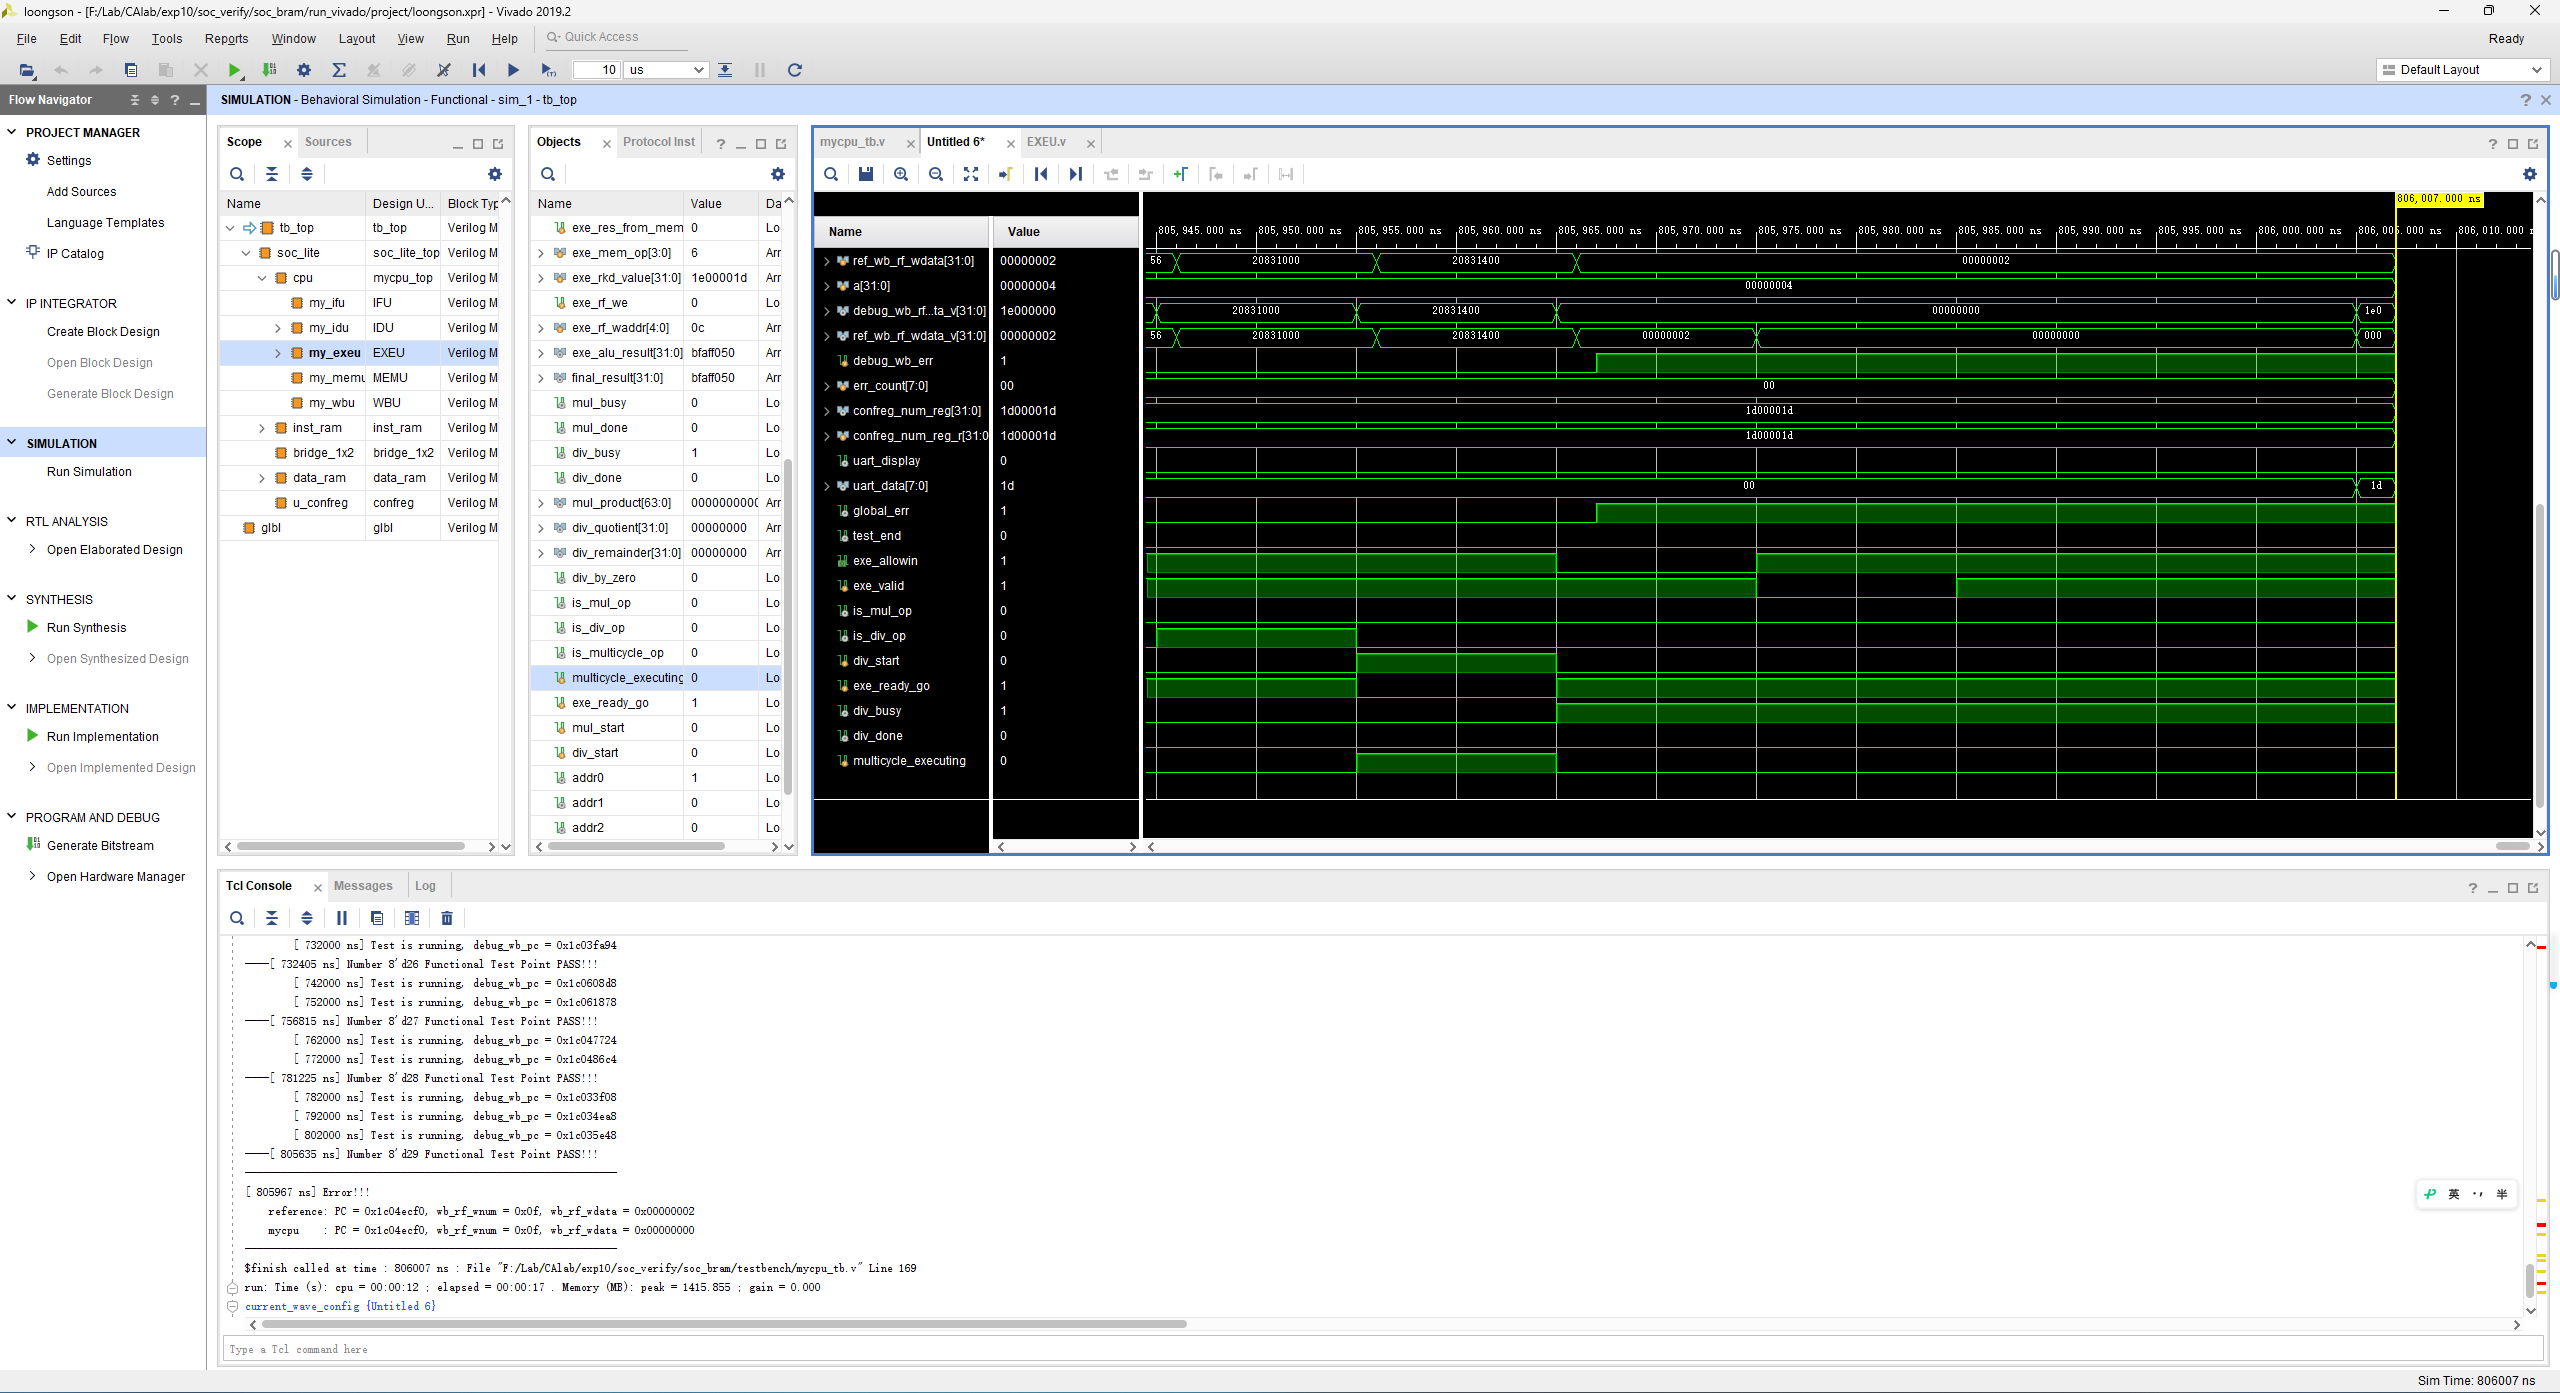 loongson - [F:/Lab/CAlab/exp10/soc_verify/soc_bram/run_vivado/project/loongson.xpr] - Vivado 2019.2
File Edit Flow Tools Reports Window Layout View Run Help Quick Access
Ready
10 us
Default Layout
Flow Navigator
PROJECT MANAGER
Settings
Add Sources
Language Templates
IP Catalog
IP INTEGRATOR
Create Block Design
Open Block Design
Generate Block Design
SIMULATION
Run Simulation
RTL ANALYSIS
Open Elaborated Design
SYNTHESIS
Run Synthesis
Open Synthesized Design
IMPLEMENTATION
Run Implementation
Open Implemented Design
PROGRAM AND DEBUG
Generate Bitstream
Open Hardware Manager
SIMULATION - Behavioral Simulation - Functional - sim_1 - tb_top
Scope Sources
Name Design U... Block Typ
tb_top tb_top Verilog M
soc_lite soc_lite_top Verilog M
cpu mycpu_top Verilog M
my_ifu IFU Verilog M
my_idu IDU Verilog M
my_exeu EXEU Verilog M
my_memu MEMU Verilog M
my_wbu WBU Verilog M
inst_ram inst_ram Verilog M
bridge_1x2 bridge_1x2 Verilog M
data_ram data_ram Verilog M
u_confreg confreg Verilog M
glbl glbl Verilog M
Objects Protocol Inst
Name Value Da
exe_res_from_mem 0 Lo
exe_mem_op[3:0] 6 Arr
exe_rkd_value[31:0] 1e00001d Arr
exe_rf_we 0 Lo
exe_rf_waddr[4:0] 0c Arr
exe_alu_result[31:0] bfaff050 Arr
final_result[31:0] bfaff050 Arr
mul_busy 0 Lo
mul_done 0 Lo
div_busy 1 Lo
div_done 0 Lo
mul_product[63:0] 0000000000 Arr
div_quotient[31:0] 00000000 Arr
div_remainder[31:0] 00000000 Arr
div_by_zero 0 Lo
is_mul_op 0 Lo
is_div_op 0 Lo
is_multicycle_op 0 Lo
multicycle_executing 0 Lo
exe_ready_go 1 Lo
mul_start 0 Lo
div_start 0 Lo
addr0 1 Lo
addr1 0 Lo
addr2 0 Lo
mycpu_tb.v Untitled 6* EXEU.v
806,007.000 ns
Name Value
805,945.000 ns 805,950.000 ns 805,955.000 ns 805,960.000 ns 805,965.000 ns 805,970.000 ns 805,975.000 ns 805,980.000 ns 805,985.000 ns 805,990.000 ns 805,995.000 ns 806,000.000 ns 806,005.000 ns 806,010.000
ref_wb_rf_wdata[31:0] 00000002 56 20831000 20831400 00000002
a[31:0] 00000004 00000004
debug_wb_rf...ta_v[31:0] 1e000000 20831000 20831400 00000000 1e0
ref_wb_rf_wdata_v[31:0] 00000002 56 20831000 20831400 00000002 00000000 000
debug_wb_err 1
err_count[7:0] 00 00
confreg_num_reg[31:0] 1d00001d 1d00001d
confreg_num_reg_r[31:0 1d00001d 1d00001d
uart_display 0
uart_data[7:0] 1d 00 1d
global_err 1
test_end 0
exe_allowin 1
exe_valid 1
is_mul_op 0
is_div_op 0
div_start 0
exe_ready_go 1
div_busy 1
div_done 0
multicycle_executing 0
Tcl Console Messages Log
[ 732000 ns] Test is running, debug_wb_pc = 0x1c03fa94
----[ 732405 ns] Number 8'd26 Functional Test Point PASS!!!
[ 742000 ns] Test is running, debug_wb_pc = 0x1c0608d8
[ 752000 ns] Test is running, debug_wb_pc = 0x1c061878
----[ 756815 ns] Number 8'd27 Functional Test Point PASS!!!
[ 762000 ns] Test is running, debug_wb_pc = 0x1c047724
[ 772000 ns] Test is running, debug_wb_pc = 0x1c0486c4
----[ 781225 ns] Number 8'd28 Functional Test Point PASS!!!
[ 782000 ns] Test is running, debug_wb_pc = 0x1c033f08
[ 792000 ns] Test is running, debug_wb_pc = 0x1c034ea8
[ 802000 ns] Test is running, debug_wb_pc = 0x1c035e48
----[ 805635 ns] Number 8'd29 Functional Test Point PASS!!!
[ 805967 ns] Error!!!
reference: PC = 0x1c04ecf0, wb_rf_wnum = 0x0f, wb_rf_wdata = 0x00000002
mycpu : PC = 0x1c04ecf0, wb_rf_wnum = 0x0f, wb_rf_wdata = 0x00000000
$finish called at time : 806007 ns : File "F:/Lab/CAlab/exp10/soc_verify/soc_bram/testbench/mycpu_tb.v" Line 169
run: Time (s): cpu = 00:00:12 ; elapsed = 00:00:17 . Memory (MB): peak = 1415.855 ; gain = 0.000
current_wave_config {Untitled 6}
Type a Tcl command here
英 半
Sim Time: 806007 ns